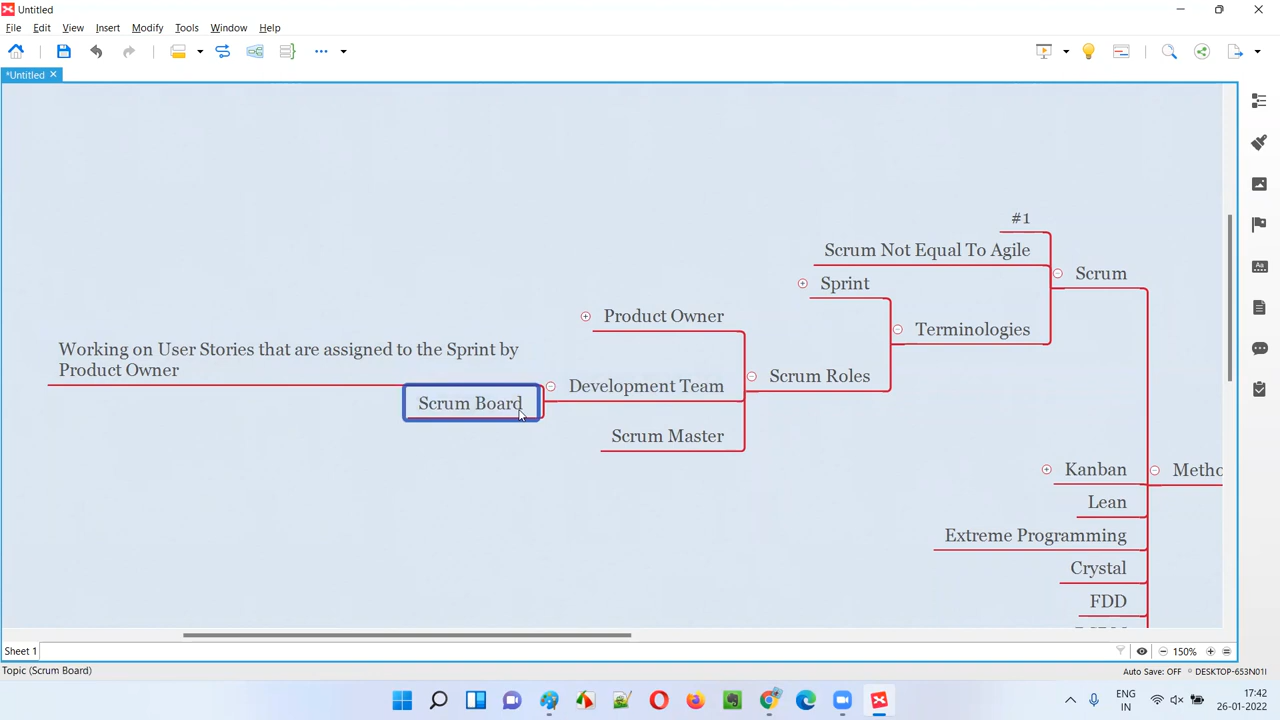 Untitled
File Edit View Insert Modify Tools Window Help
*Untitled
#1
Scrum Not Equal To Agile
Scrum
Sprint
Product Owner
Terminologies
Working on User Stories that are assigned to the Sprint by
Product Owner
Development Team
Scrum Roles
Scrum Board
Scrum Master
Kanban
Metho
Lean
Extreme Programming
Crystal
FDD
Sheet 1
150%
Topic (Scrum Board)
Auto Save: OFF
DESKTOP-653N01I
ENG
IN
17:42
26-01-2022